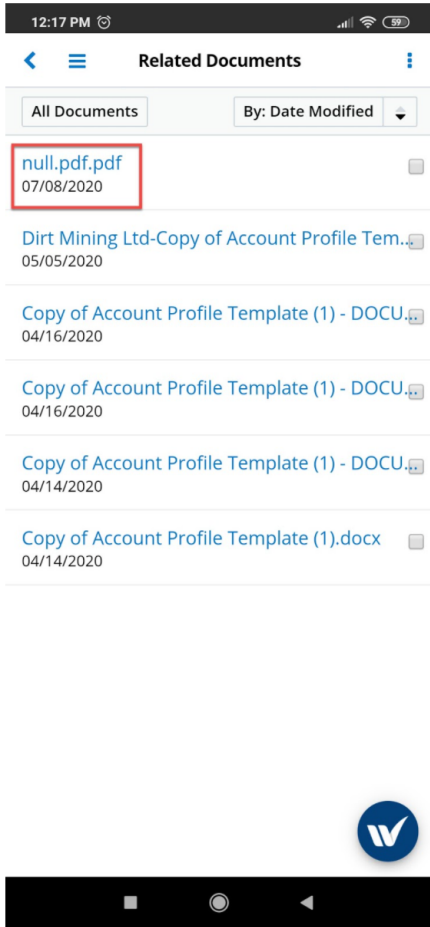 12:17 PM 59
Related Documents
All Documents By: Date Modified
null.pdf.pdf
07/08/2020
Dirt Mining Ltd-Copy of Account Profile Tem...
05/05/2020
Copy of Account Profile Template (1) - DOCU...
04/16/2020
Copy of Account Profile Template (1) - DOCU...
04/16/2020
Copy of Account Profile Template (1) - DOCU...
04/14/2020
Copy of Account Profile Template (1).docx
04/14/2020